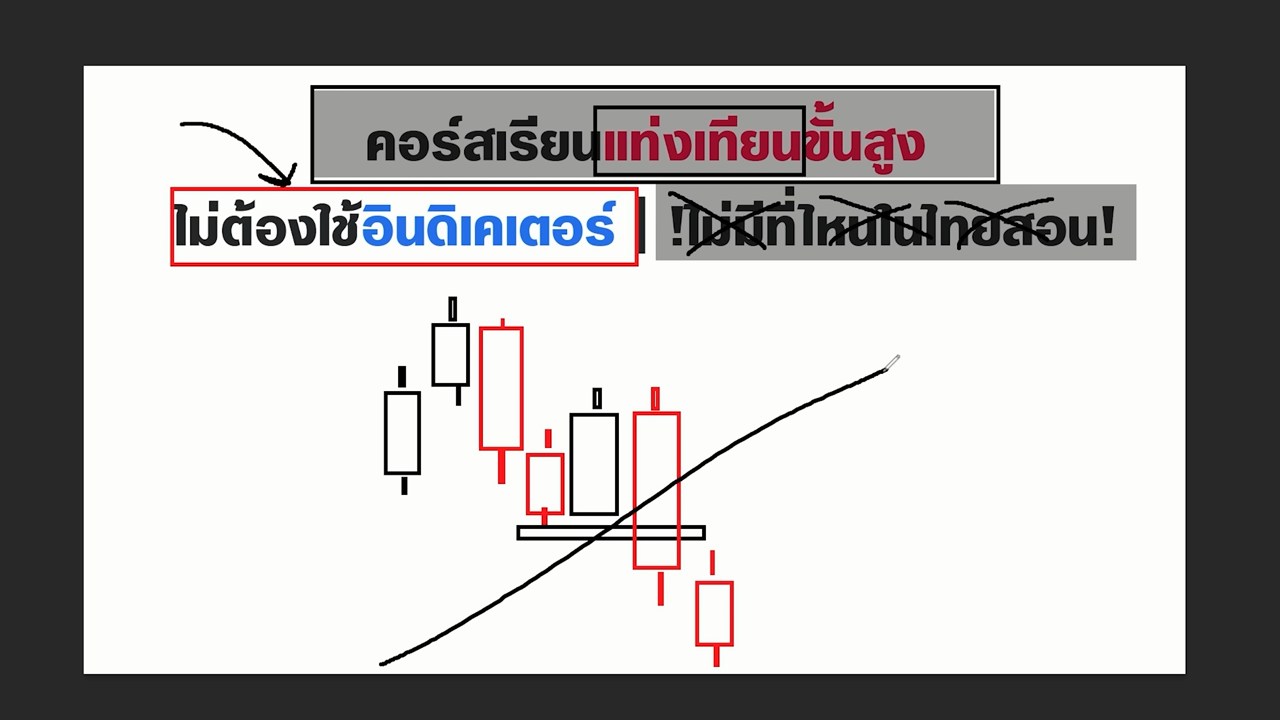 คอร์สเรียนแท่งเทียนขั้นสูง
ไม่ต้องใช้อินดิเคเตอร์ | !ไม่มีที่ไหนในไทยสอน!